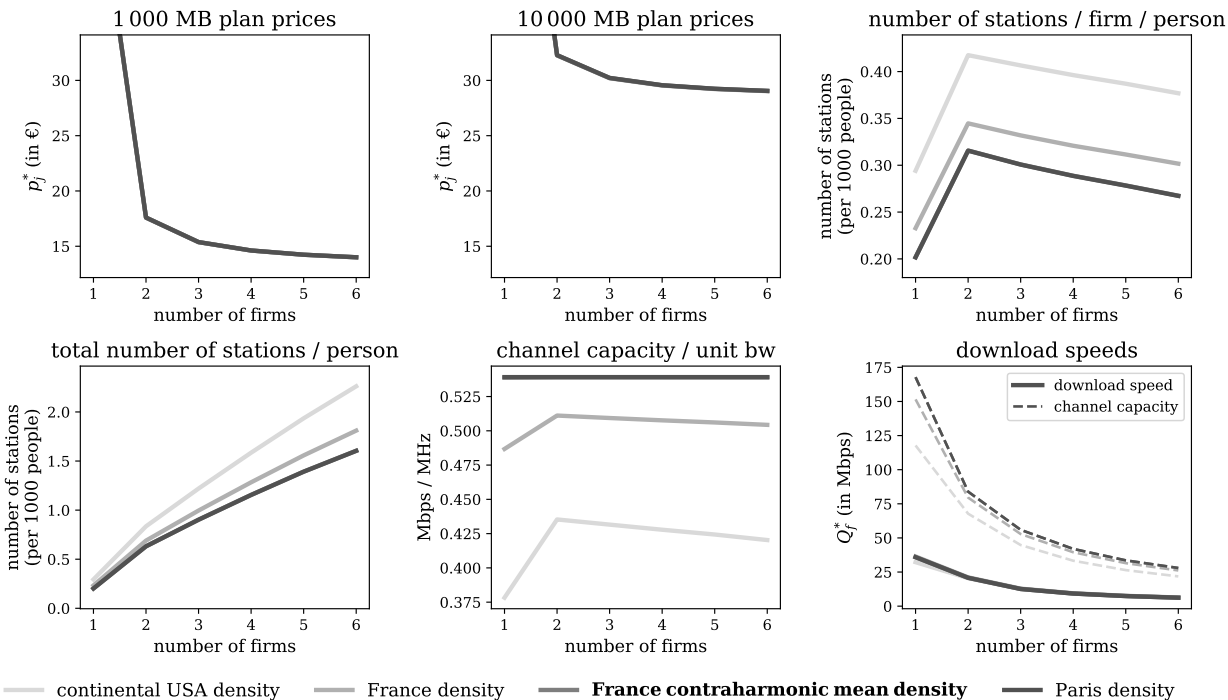 1 000 MB plan prices
p*j (in €)
30
25
20
15
1 2 3 4 5 6
number of firms
10 000 MB plan prices
p*j (in €)
30
25
20
15
1 2 3 4 5 6
number of firms
number of stations / firm / person
number of stations
(per 1000 people)
0.40
0.35
0.30
0.25
0.20
1 2 3 4 5 6
number of firms
total number of stations / person
number of stations
(per 1000 people)
2.0
1.5
1.0
0.5
0.0
1 2 3 4 5 6
number of firms
channel capacity / unit bw
Mbps / MHz
0.525
0.500
0.475
0.450
0.425
0.400
0.375
1 2 3 4 5 6
number of firms
download speeds
Q*f (in Mbps)
175
150
125
100
75
50
25
0
download speed
channel capacity
1 2 3 4 5 6
number of firms
continental USA density France density France contraharmonic mean density Paris density